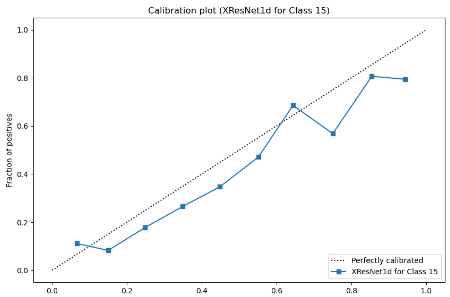 Calibration plot (XResNet1d for Class 15)
1.0
0.8
0.6
0.4
0.2
0.0
Fraction of positives
0.0 0.2 0.4 0.6 0.8 1.0
Perfectly calibrated
XResNet1d for Class 15